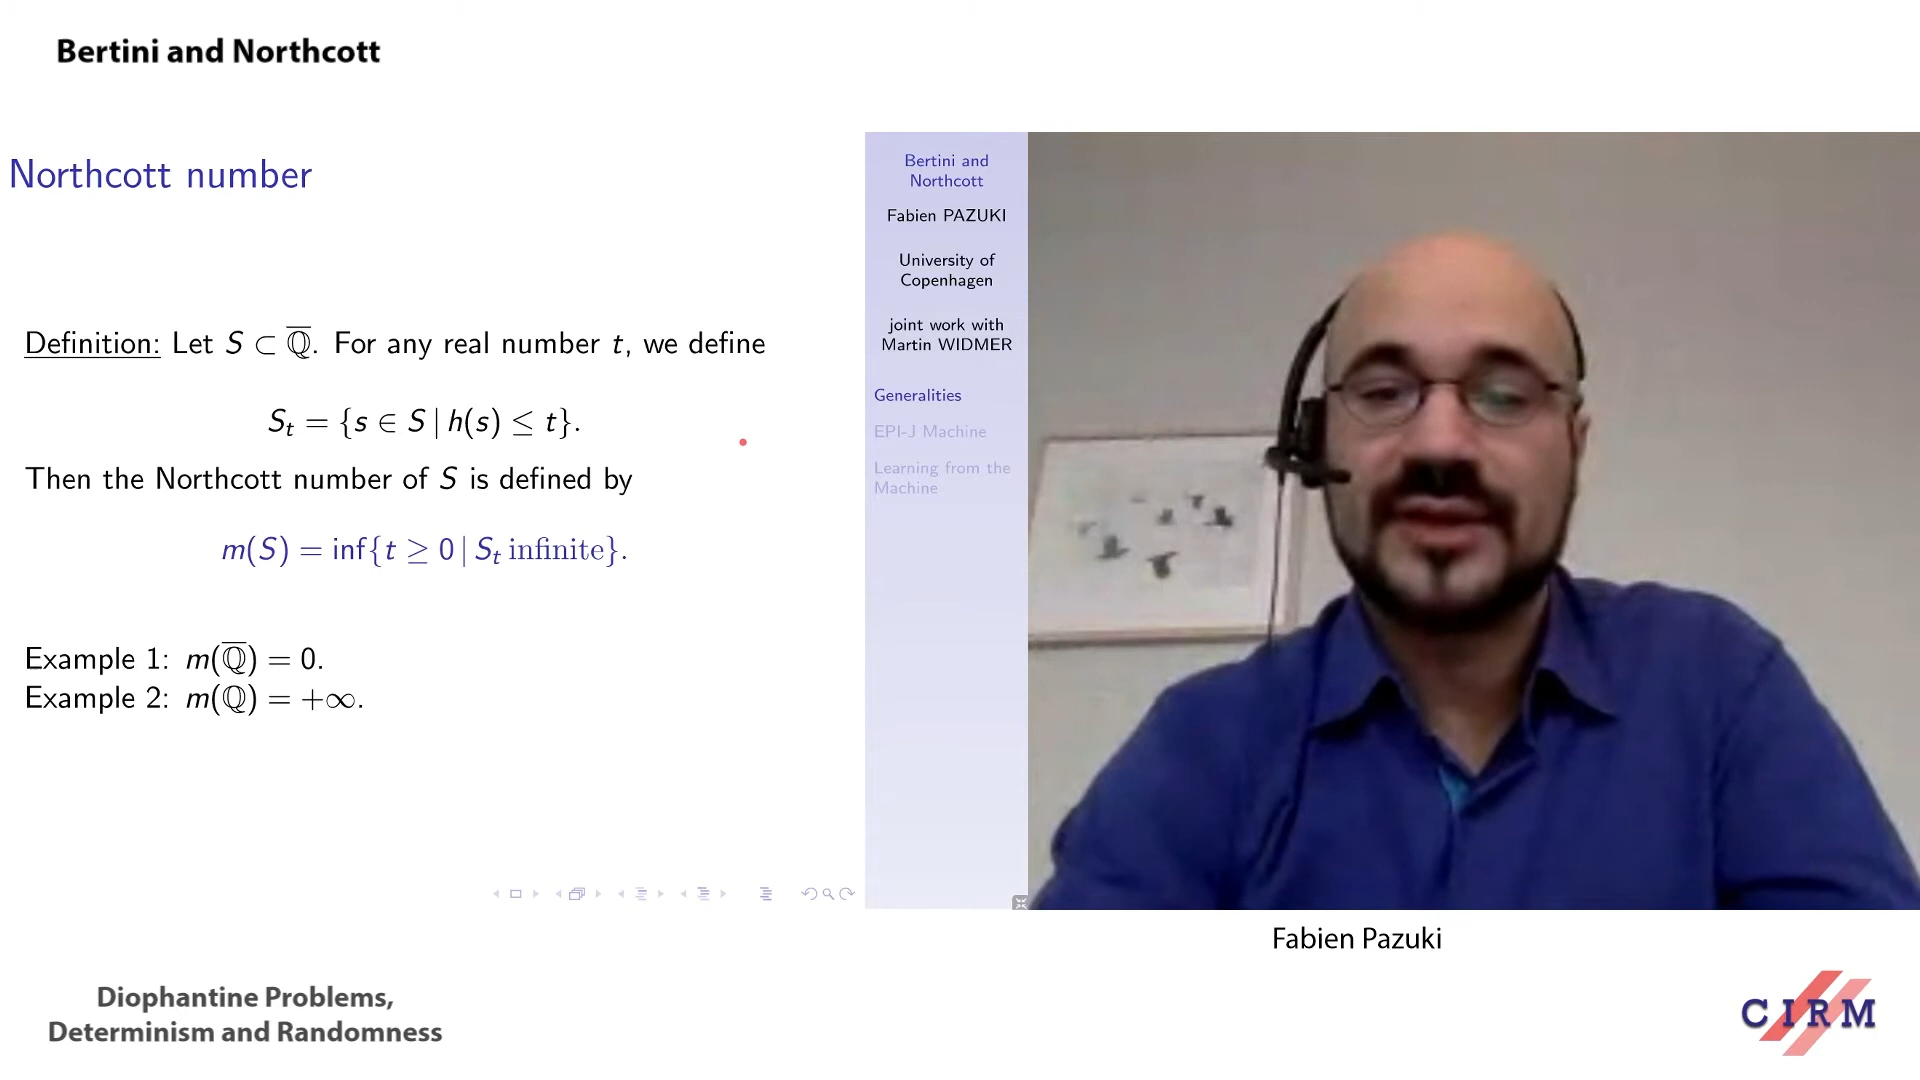 Bertini and Northcott
Northcott number
Definition: Let S ⊂ ℚ̅. For any real number t, we define
Sₜ = {s ∈ S | h(s) ≤ t}.
Then the Northcott number of S is defined by
m(S) = inf{t ≥ 0 | Sₜ infinite}.
Example 1: m(ℚ̅) = 0.
Example 2: m(ℚ) = +∞.
Bertini and
Northcott
Fabien PAZUKI
University of
Copenhagen
joint work with
Martin WIDMER
Generalities
EPI-J Machine
Learning from the
Machine
Fabien Pazuki
Diophantine Problems,
Determinism and Randomness
CIRM